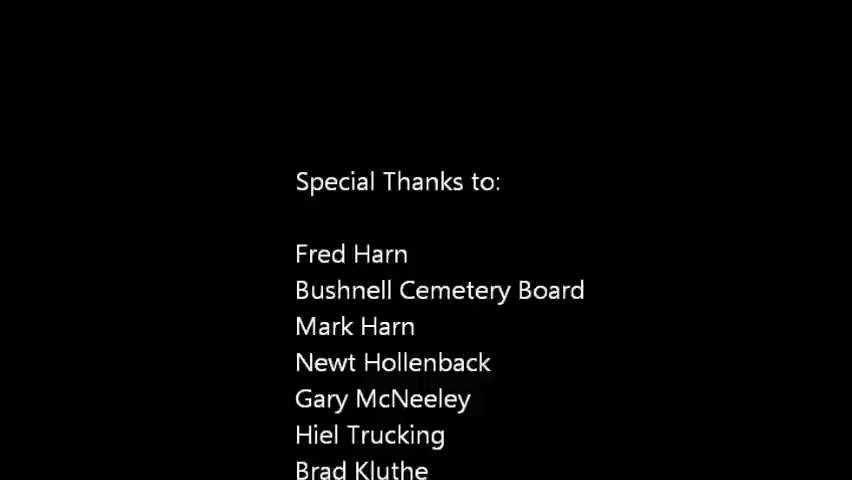 Special Thanks to:
Fred Harn
Bushnell Cemetery Board
Mark Harn
Newt Hollenback
Gary McNeeley
Hiel Trucking
Brad Kluthe